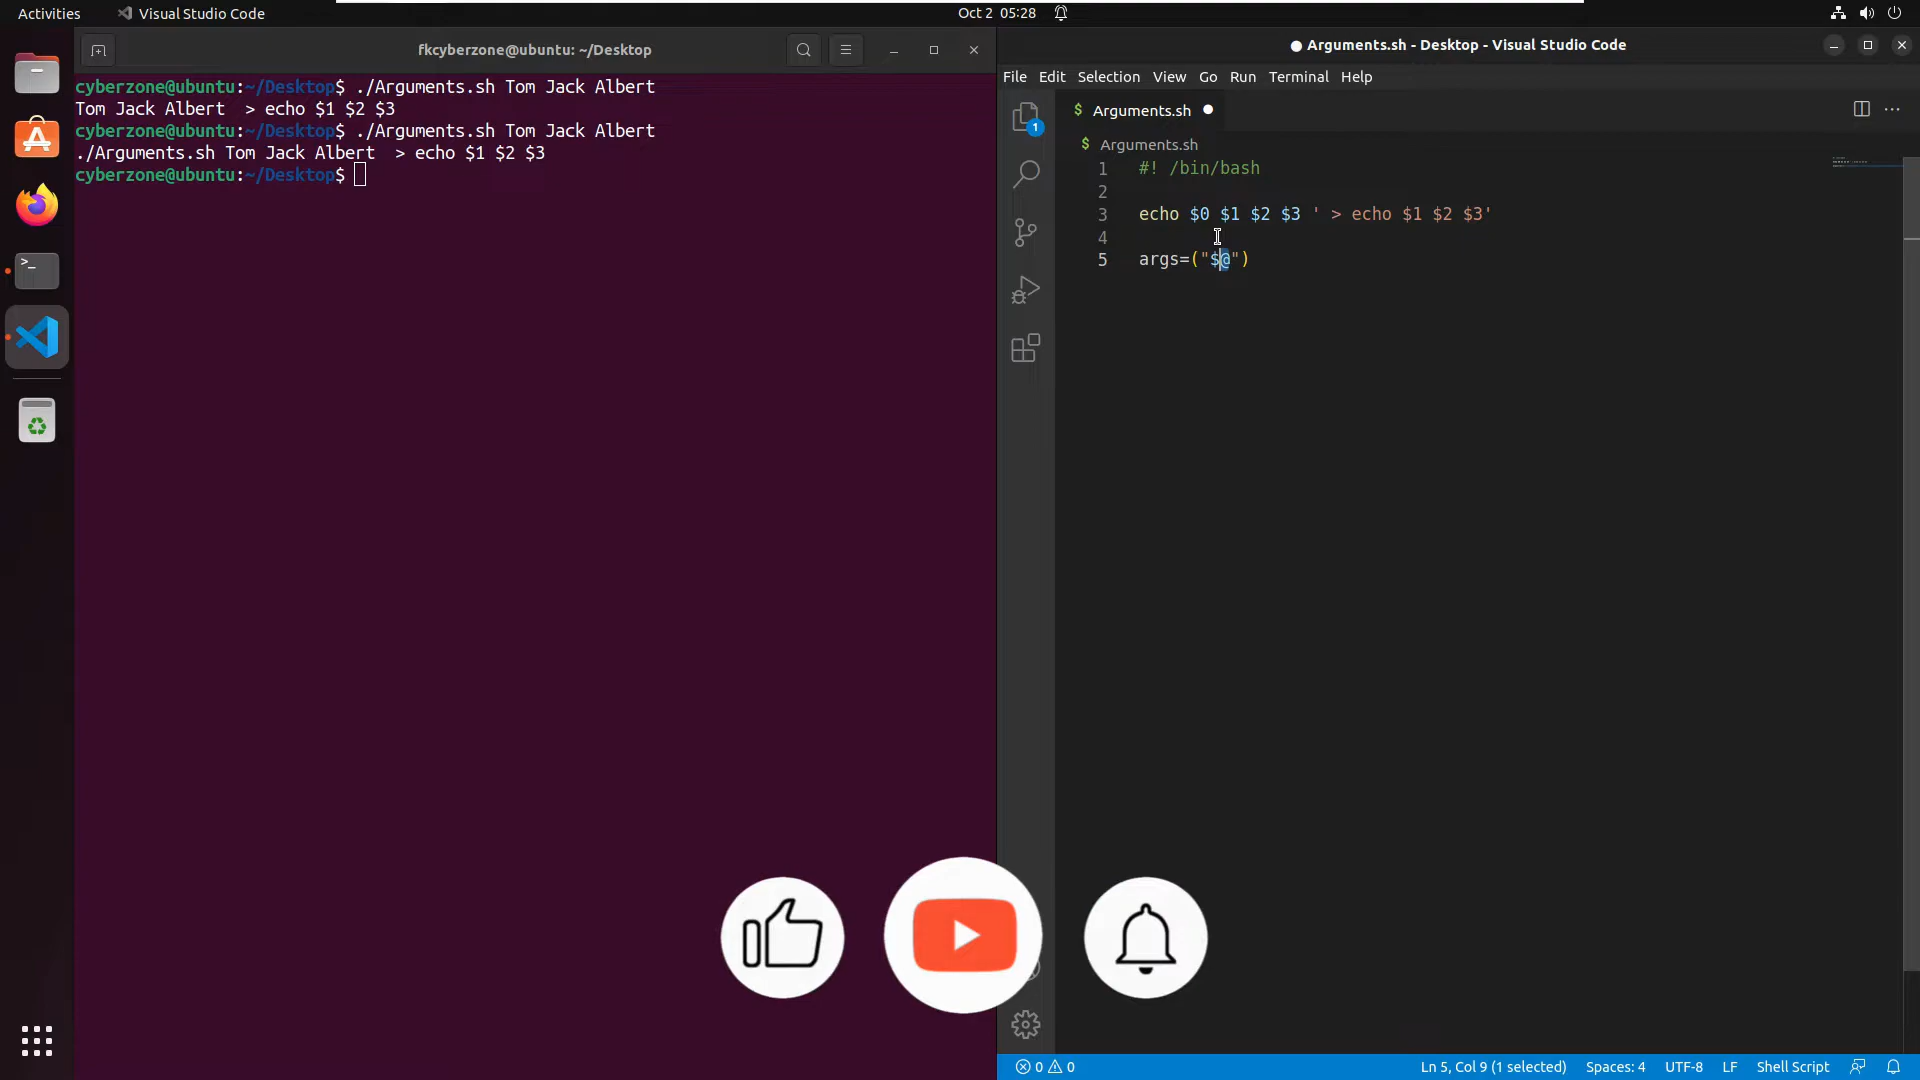 Activities
Visual Studio Code
Oct 2 05:28
fkcyberzone@ubuntu: ~/Desktop
cyberzone@ubuntu:~/Desktop$ ./Arguments.sh Tom Jack Albert
Tom Jack Albert  > echo $1 $2 $3
cyberzone@ubuntu:~/Desktop$ ./Arguments.sh Tom Jack Albert
./Arguments.sh Tom Jack Albert  > echo $1 $2 $3
cyberzone@ubuntu:~/Desktop$
● Arguments.sh - Desktop - Visual Studio Code
File Edit Selection View Go Run Terminal Help
1
$ Arguments.sh ●
$ Arguments.sh
1 #! /bin/bash
2
3 echo $0 $1 $2 $3 ' > echo $1 $2 $3'
4
5 args=("$@")
0 0
Ln 5, Col 9 (1 selected) Spaces: 4 UTF-8 LF Shell Script